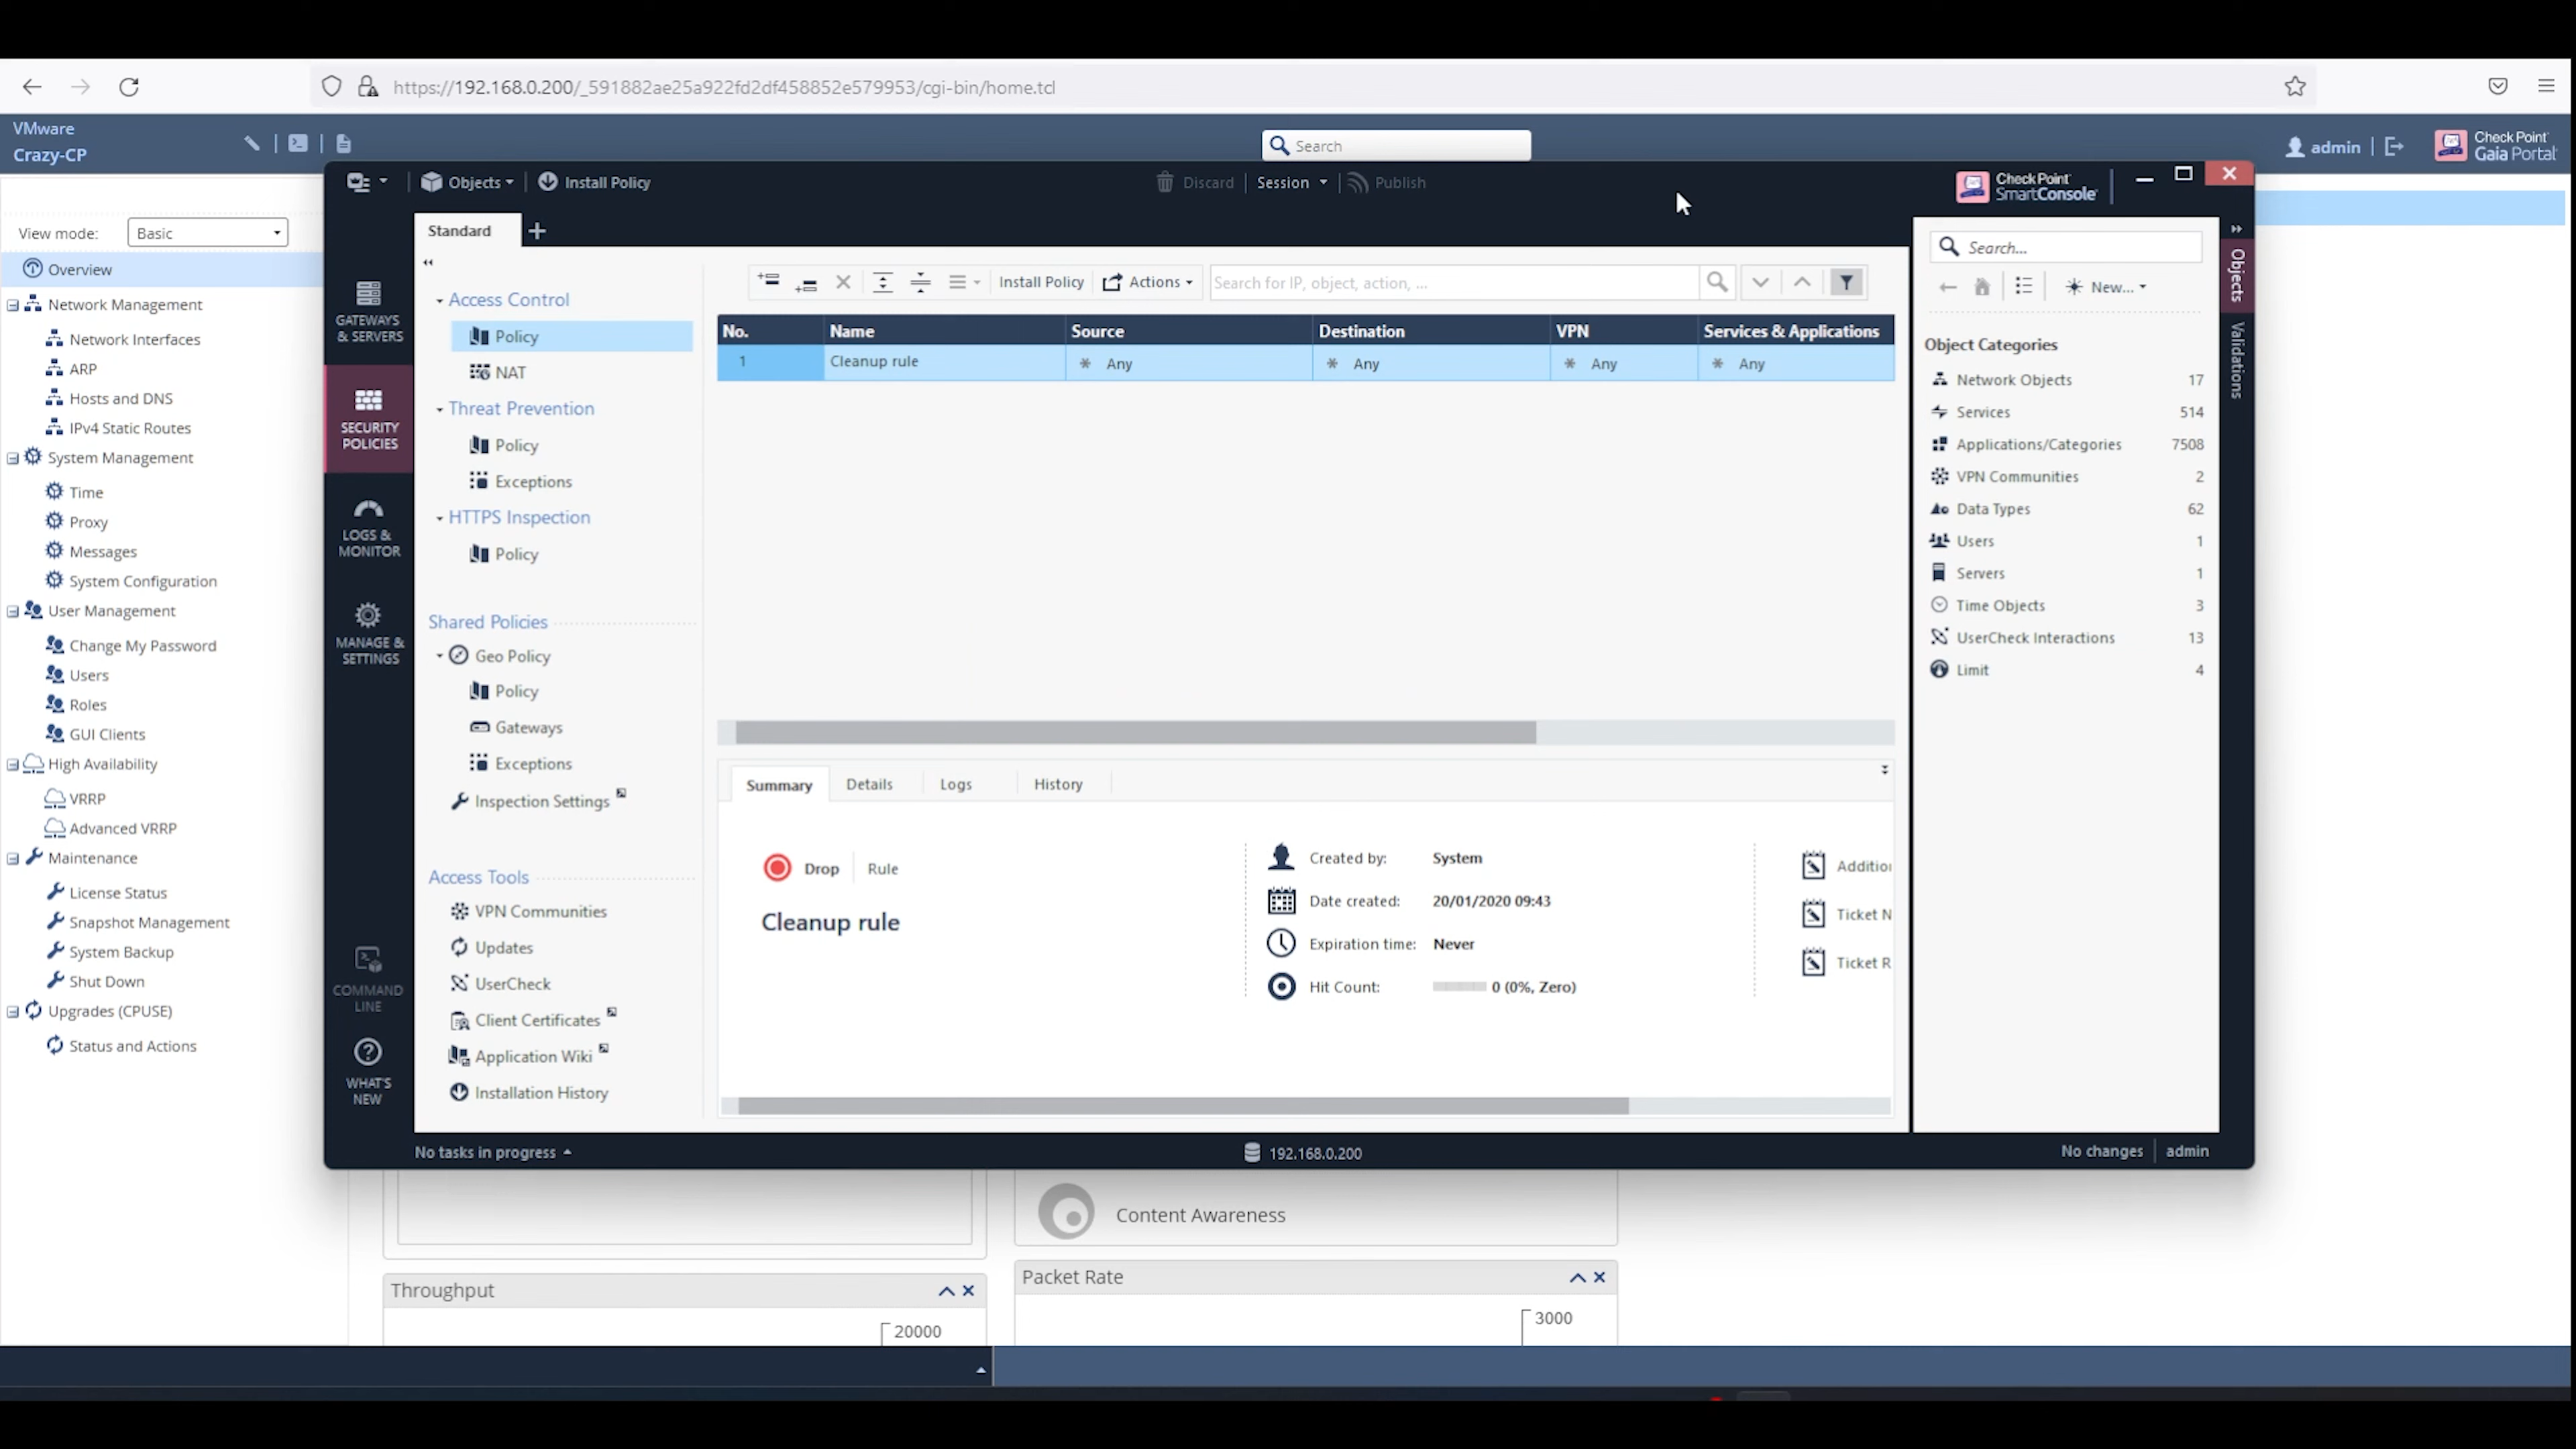 https://192.168.0.200/_591882ae25a922fd2df458852e579953/cgi-bin/home.tcl
VMware
Crazy-CP
Search
admin
Check Point
Gaia Portal
View mode:
Basic
Overview
Network Management
Network Interfaces
ARP
Hosts and DNS
IPv4 Static Routes
System Management
Time
Proxy
Messages
System Configuration
User Management
Change My Password
Users
Roles
GUI Clients
High Availability
VRRP
Advanced VRRP
Maintenance
License Status
Snapshot Management
System Backup
Shut Down
Upgrades (CPUSE)
Status and Actions
Objects
Install Policy
Discard
Session
Publish
Check Point
SmartConsole
GATEWAYS
& SERVERS
SECURITY
POLICIES
LOGS &
MONITOR
MANAGE &
SETTINGS
COMMAND
LINE
WHAT'S
NEW
Standard
Access Control
Policy
NAT
Threat Prevention
Policy
Exceptions
HTTPS Inspection
Policy
Shared Policies
Geo Policy
Policy
Gateways
Exceptions
Inspection Settings
Access Tools
VPN Communities
Updates
UserCheck
Client Certificates
Application Wiki
Installation History
Install Policy
Actions
Search for IP, object, action, ...
No. Name Source Destination VPN Services & Applications
1 Cleanup rule * Any * Any * Any * Any
Summary Details Logs History
Drop Rule
Cleanup rule
Created by: System
Date created: 20/01/2020 09:43
Expiration time: Never
Hit Count: 0 (0%, Zero)
Additio
Ticket N
Ticket R
Search...
New...
Object Categories
Network Objects 17
Services 514
Applications/Categories 7508
VPN Communities 2
Data Types 62
Users 1
Servers 1
Time Objects 3
UserCheck Interactions 13
Limit 4
Objects
Validations
No tasks in progress
192.168.0.200
No changes
admin
Content Awareness
Throughput
20000
Packet Rate
3000